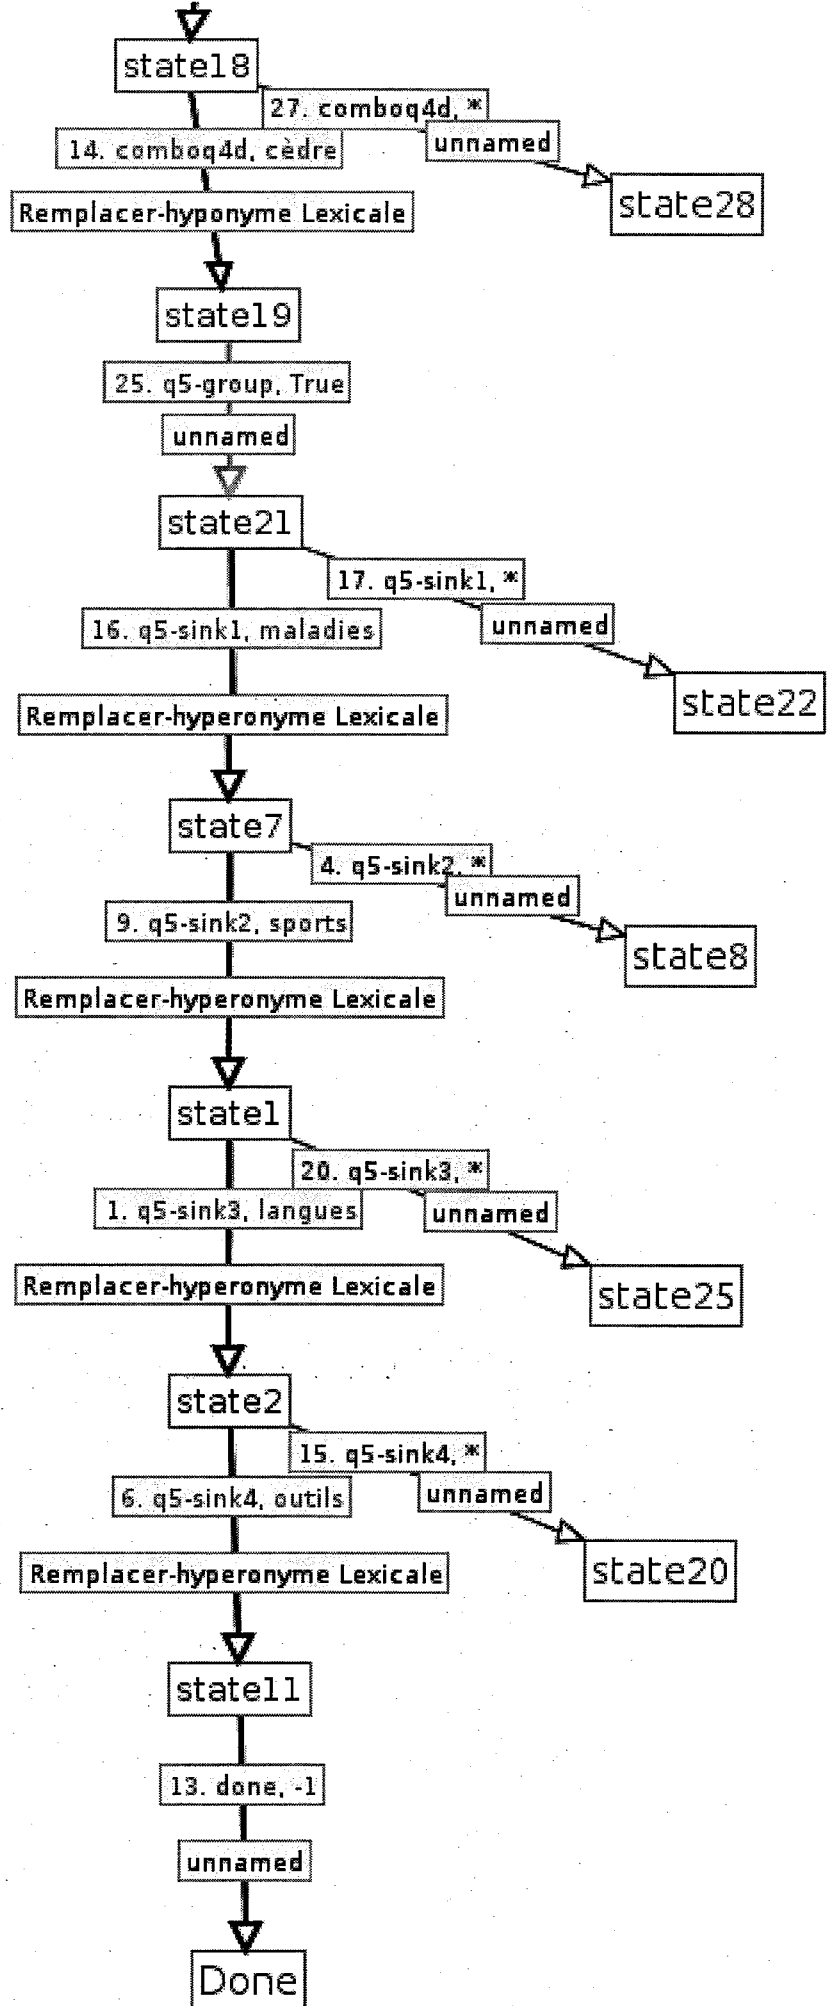 state18
27. comboq4d, *
14. comboq4d, cèdre
unnamed
state28
Remplacer-hyponyme Lexicale
state19
25. q5-group, True
unnamed
state21
17. q5-sink1, *
16. q5-sink1, maladies
unnamed
state22
Remplacer-hyperonyme Lexicale
state7
4. q5-sink2, *
unnamed
9. q5-sink2, sports
state8
Remplacer-hyperonyme Lexicale
state1
20. q5-sink3, *
1. q5-sink3, langues
unnamed
Remplacer-hyperonyme Lexicale
state25
state2
15. q5-sink4, *
6. q5-sink4, outils
unnamed
Remplacer-hyperonyme Lexicale
state20
state11
13. done, -1
unnamed
Done